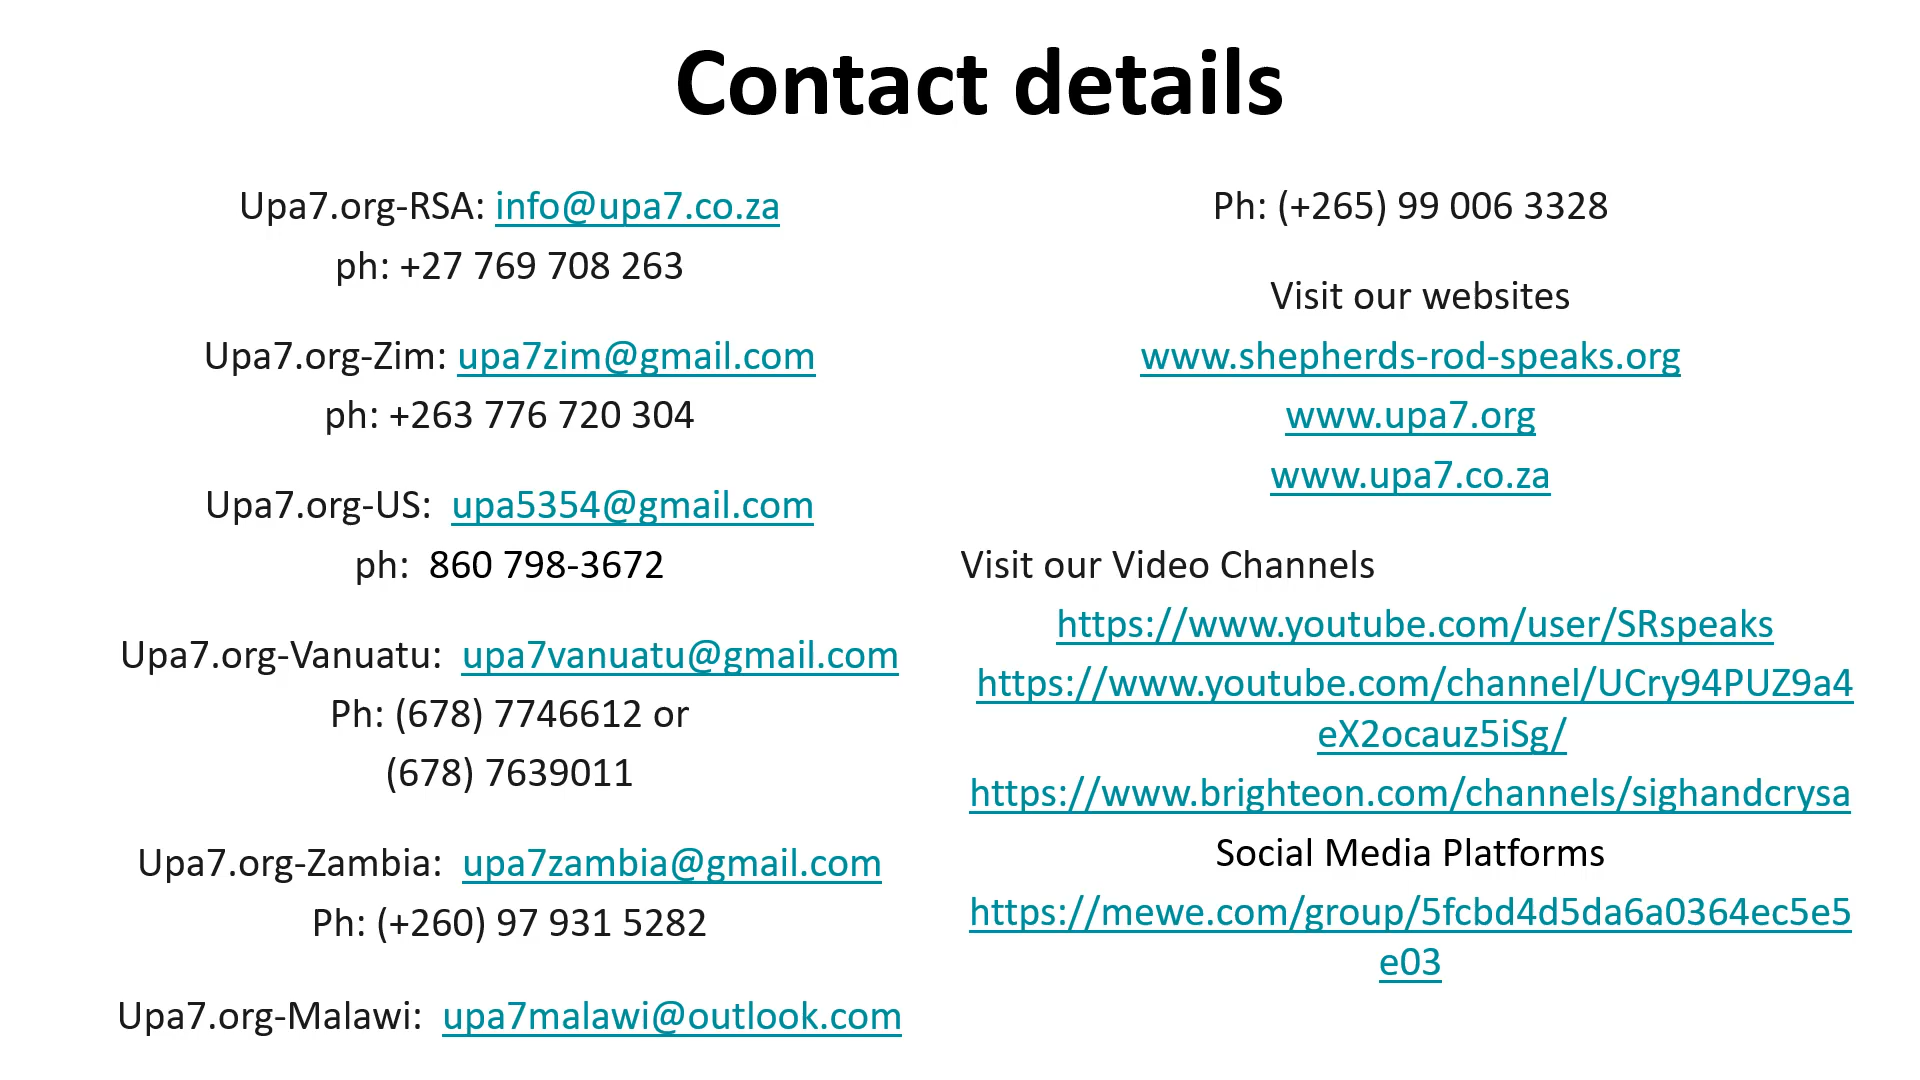 Contact details
Upa7.org-RSA: info@upa7.co.za
ph: +27 769 708 263
Upa7.org-Zim: upa7zim@gmail.com
ph: +263 776 720 304
Upa7.org-US:  upa5354@gmail.com
ph:  860 798-3672
Upa7.org-Vanuatu:  upa7vanuatu@gmail.com
Ph: (678) 7746612 or
(678) 7639011
Upa7.org-Zambia:  upa7zambia@gmail.com
Ph: (+260) 97 931 5282
Upa7.org-Malawi:  upa7malawi@outlook.com
Ph: (+265) 99 006 3328
Visit our websites
www.shepherds-rod-speaks.org
www.upa7.org
www.upa7.co.za
Visit our Video Channels
https://www.youtube.com/user/SRspeaks
https://www.youtube.com/channel/UCry94PUZ9a4
eX2ocauz5iSg/
https://www.brighteon.com/channels/sighandcrysa
Social Media Platforms
https://mewe.com/group/5fcbd4d5da6a0364ec5e5
e03